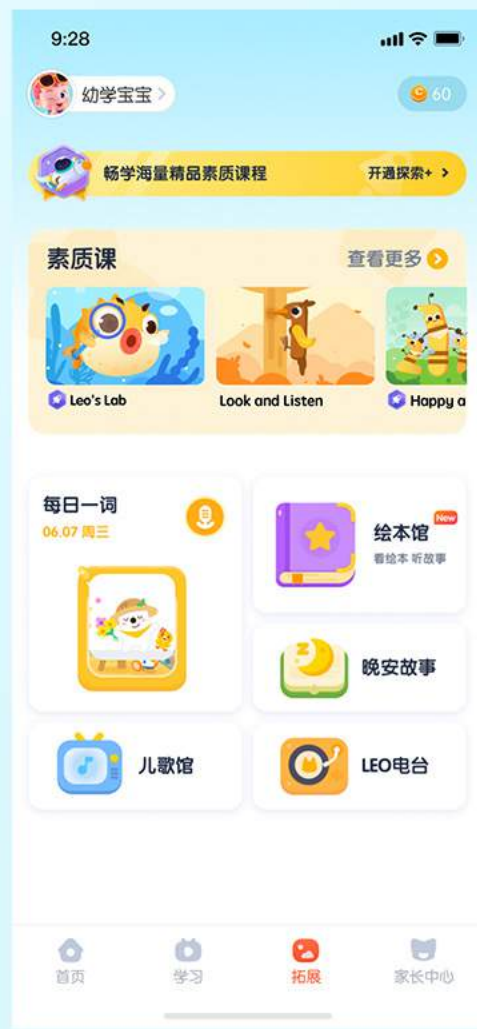 9:28
幼学宝宝
60
畅学海量精品素质课程
开通探索+
素质课
查看更多
Leo's Lab
Look and Listen
Happy a
每日一词
06.07 周三
绘本馆
New
看绘本 听故事
晚安故事
儿歌馆
LEO电台
首页
学习
拓展
家长中心